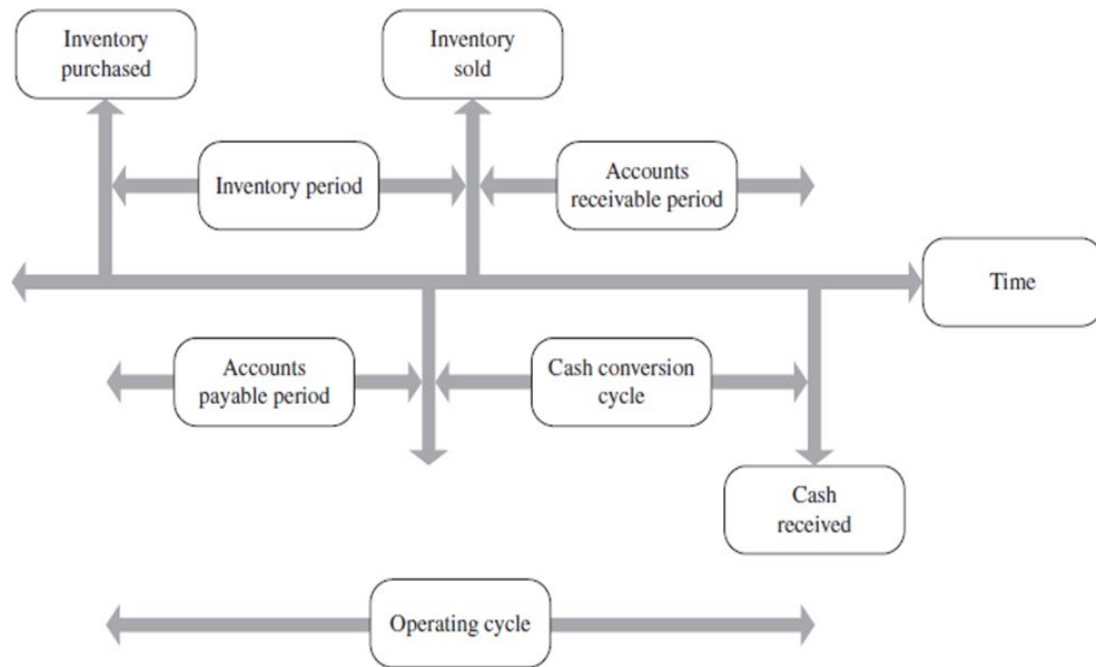 Inventory
purchased
Inventory
sold
Inventory period
Accounts
receivable period
Time
Accounts
payable period
Cash conversion
cycle
Cash
received
Operating cycle